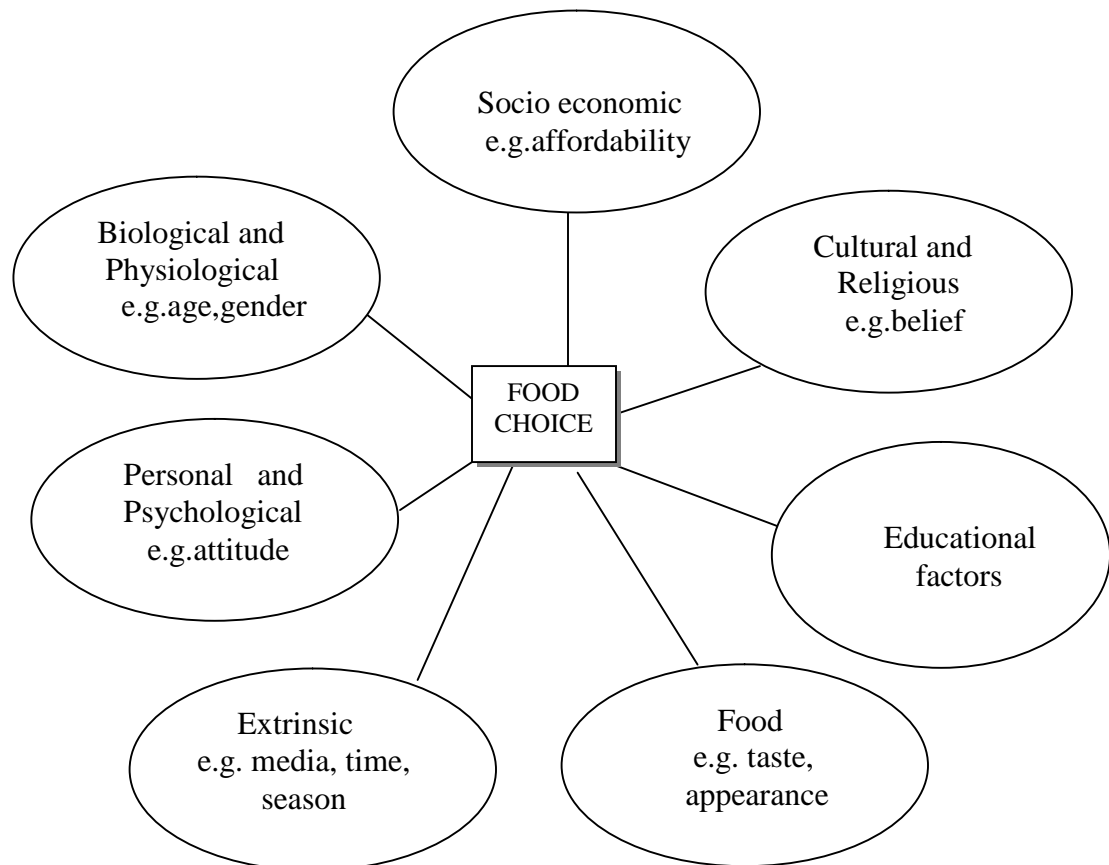 Socio economic
e.g.affordability
Biological and
Physiological
e.g.age,gender
Cultural and
Religious
e.g.belief
FOOD
CHOICE
Personal and
Psychological
e.g.attitude
Educational
factors
Extrinsic
e.g. media, time,
season
Food
e.g. taste,
appearance